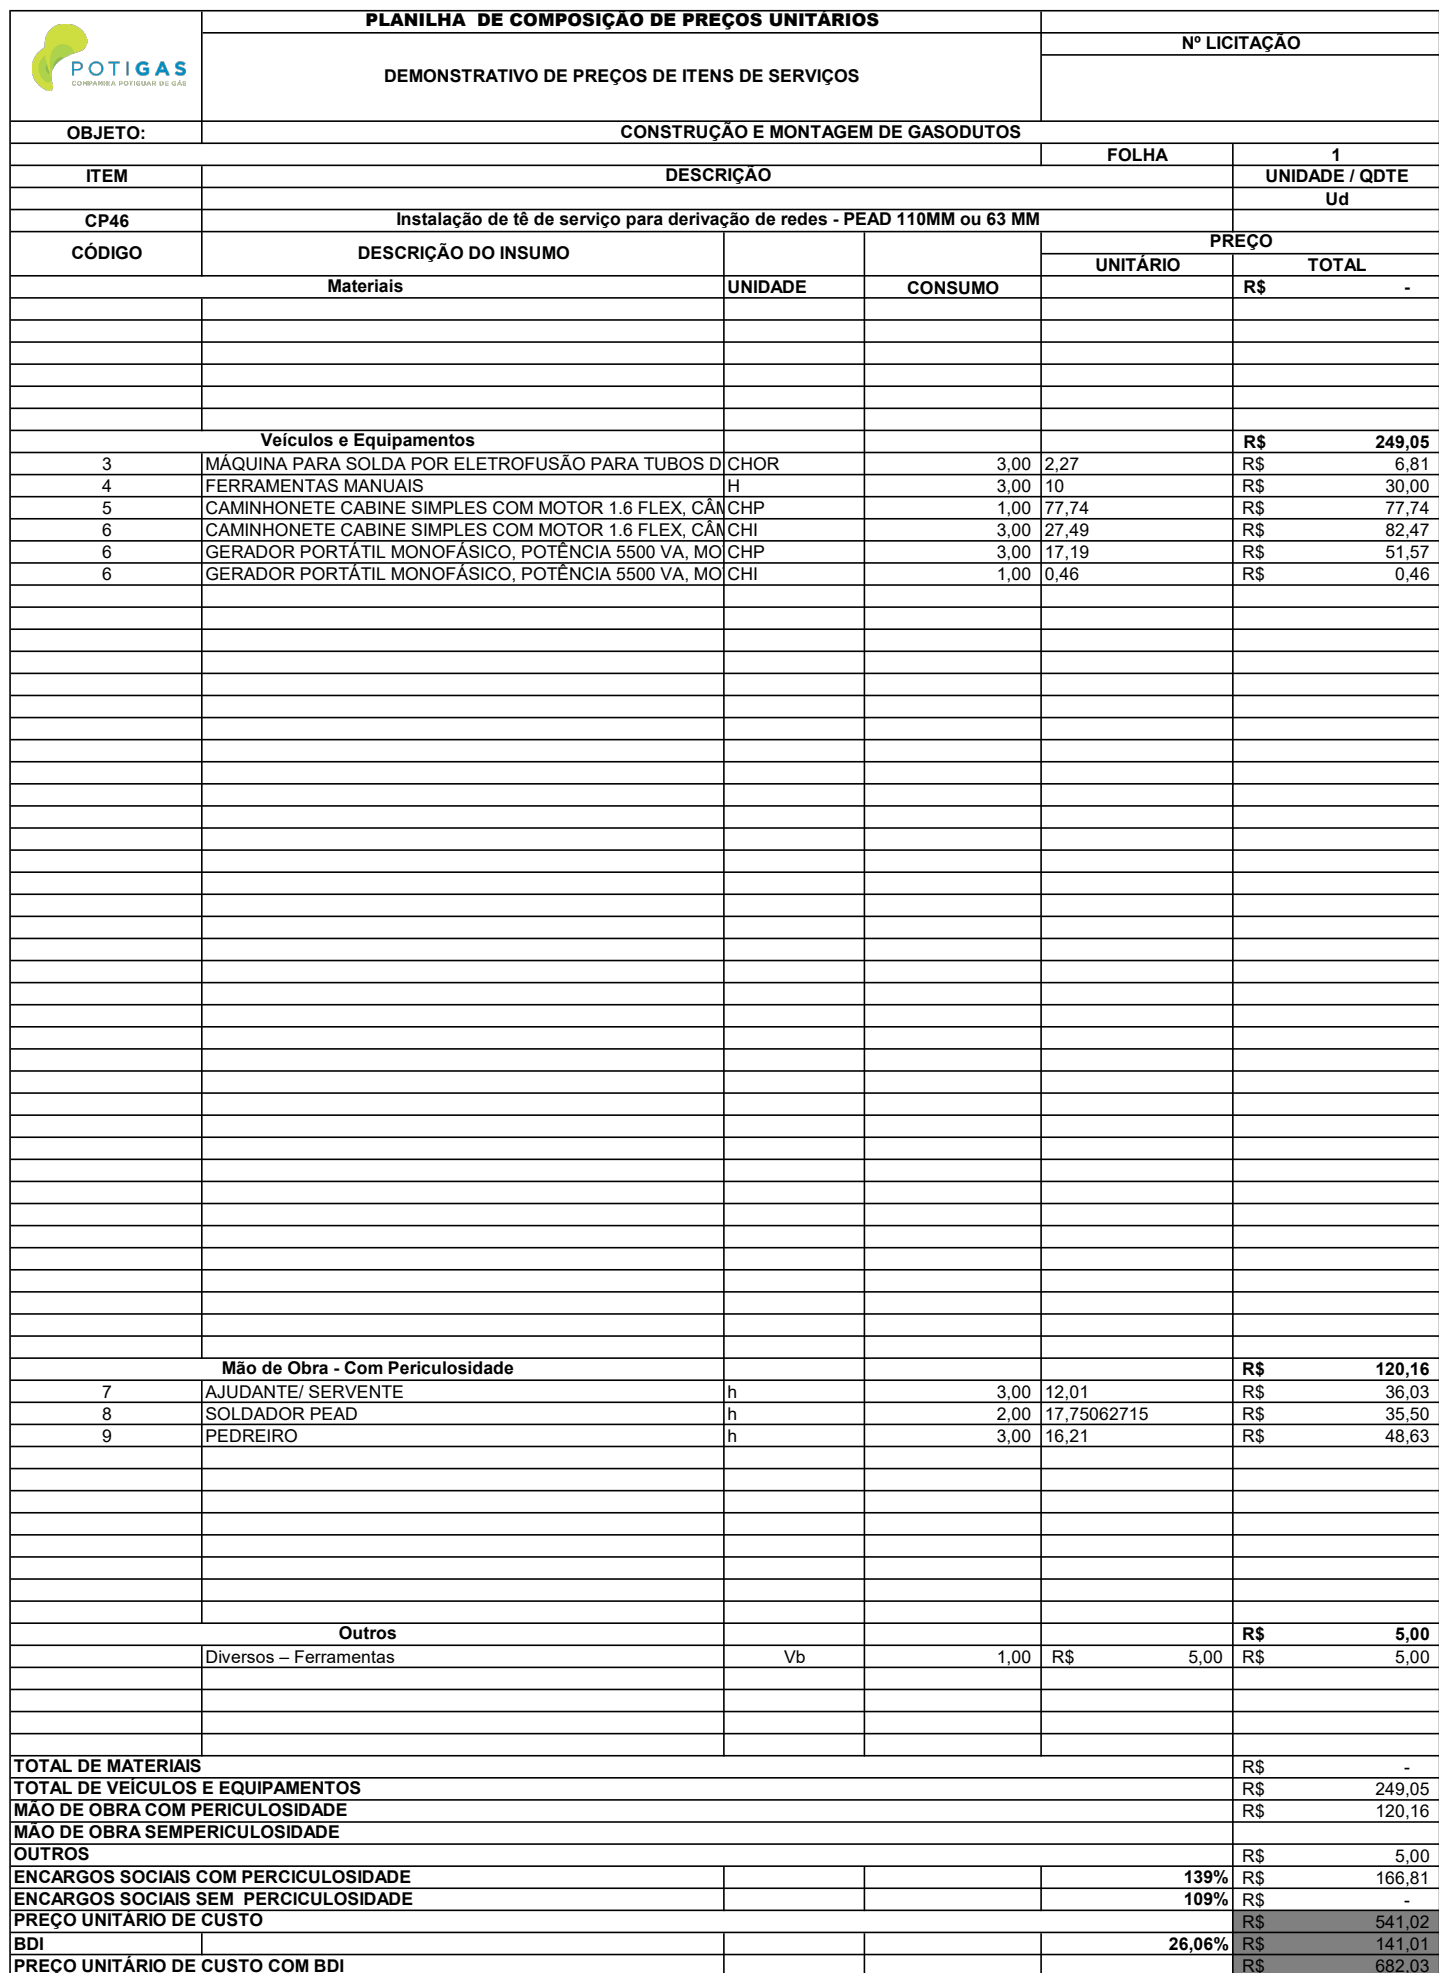 PLANILHA DE COMPOSIÇÃO DE PREÇOS UNITÁRIOS
Nº LICITAÇÃO
POTIGAS
COMPANHIA POTIGUAR DE GÁS
DEMONSTRATIVO DE PREÇOS DE ITENS DE SERVIÇOS
OBJETO: CONSTRUÇÃO E MONTAGEM DE GASODUTOS
FOLHA 1
ITEM DESCRIÇÃO UNIDADE / QDTE
Ud
CP46 Instalação de tê de serviço para derivação de redes - PEAD 110MM ou 63 MM
CÓDIGO DESCRIÇÃO DO INSUMO PREÇO
UNITÁRIO TOTAL
Materiais UNIDADE CONSUMO R$ -
Veículos e Equipamentos R$ 249,05
3 MÁQUINA PARA SOLDA POR ELETROFUSÃO PARA TUBOS D CHOR 3,00 2,27 R$ 6,81
4 FERRAMENTAS MANUAIS H 3,00 10 R$ 30,00
5 CAMINHONETE CABINE SIMPLES COM MOTOR 1.6 FLEX, CÂM CHP 1,00 77,74 R$ 77,74
6 CAMINHONETE CABINE SIMPLES COM MOTOR 1.6 FLEX, CÂM CHI 3,00 27,49 R$ 82,47
6 GERADOR PORTÁTIL MONOFÁSICO, POTÊNCIA 5500 VA, MO CHP 3,00 17,19 R$ 51,57
6 GERADOR PORTÁTIL MONOFÁSICO, POTÊNCIA 5500 VA, MO CHI 1,00 0,46 R$ 0,46
Mão de Obra - Com Periculosidade R$ 120,16
7 AJUDANTE/ SERVENTE h 3,00 12,01 R$ 36,03
8 SOLDADOR PEAD h 2,00 17,75062715 R$ 35,50
9 PEDREIRO h 3,00 16,21 R$ 48,63
Outros R$ 5,00
Diversos – Ferramentas Vb 1,00 R$ 5,00 R$ 5,00
TOTAL DE MATERIAIS R$ -
TOTAL DE VEÍCULOS E EQUIPAMENTOS R$ 249,05
MÃO DE OBRA COM PERICULOSIDADE R$ 120,16
MÃO DE OBRA SEMPERICULOSIDADE
OUTROS R$ 5,00
ENCARGOS SOCIAIS COM PERCICULOSIDADE 139% R$ 166,81
ENCARGOS SOCIAIS SEM PERCICULOSIDADE 109% R$ -
PREÇO UNITÁRIO DE CUSTO R$ 541,02
BDI 26,06% R$ 141,01
PREÇO UNITÁRIO DE CUSTO COM BDI R$ 682,03